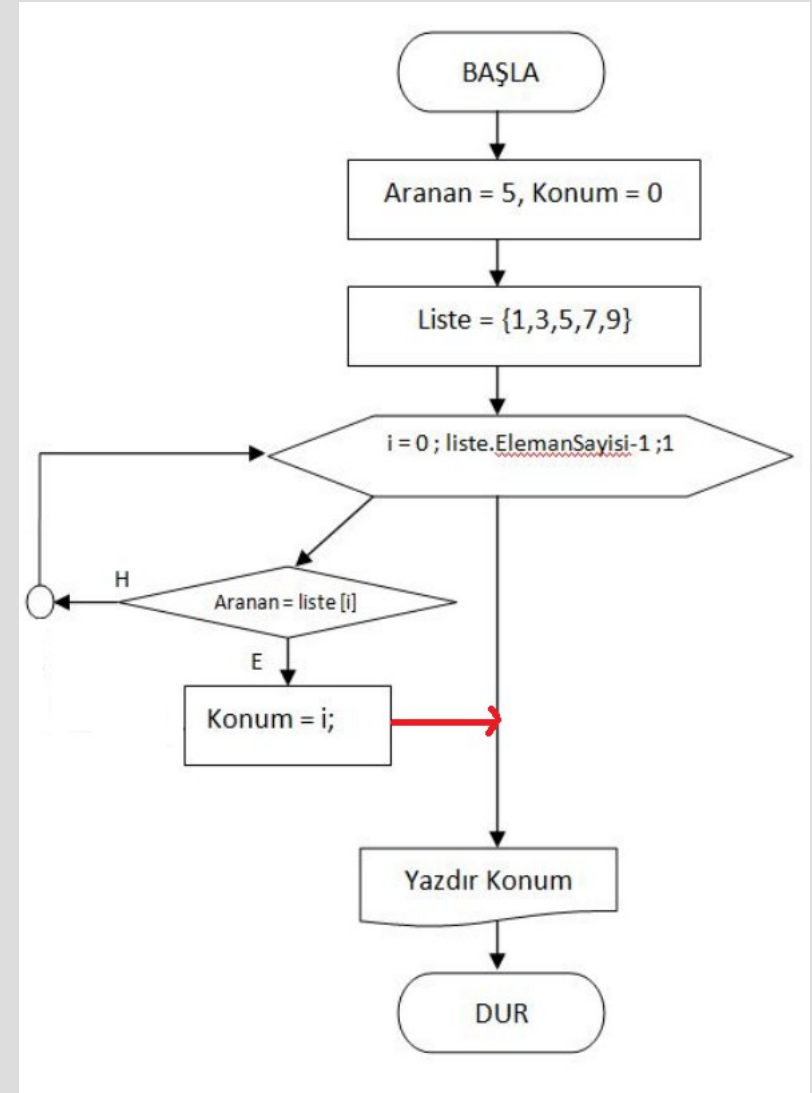 BAŞLA
Aranan = 5, Konum = 0
Liste = {1,3,5,7,9}
i = 0 ; liste.ElemanSayisi-1 ;1
H
Aranan = liste [i]
E
Konum = i;
Yazdır Konum
DUR